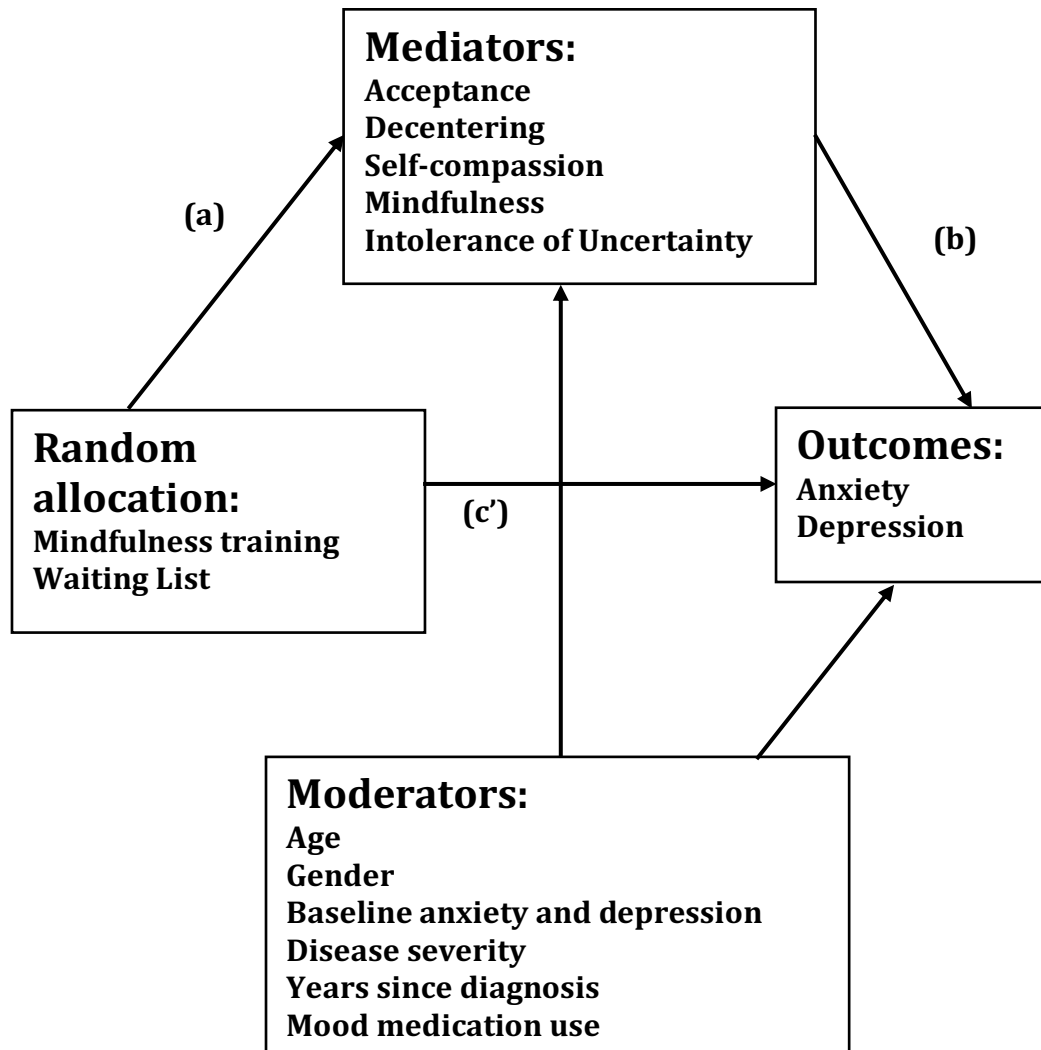 Mediators:
Acceptance
Decentering
Self-compassion
Mindfulness
Intolerance of Uncertainty
(a)
(b)
Random
allocation:
Mindfulness training
Waiting List
(c’)
Outcomes:
Anxiety
Depression
Moderators:
Age
Gender
Baseline anxiety and depression
Disease severity
Years since diagnosis
Mood medication use